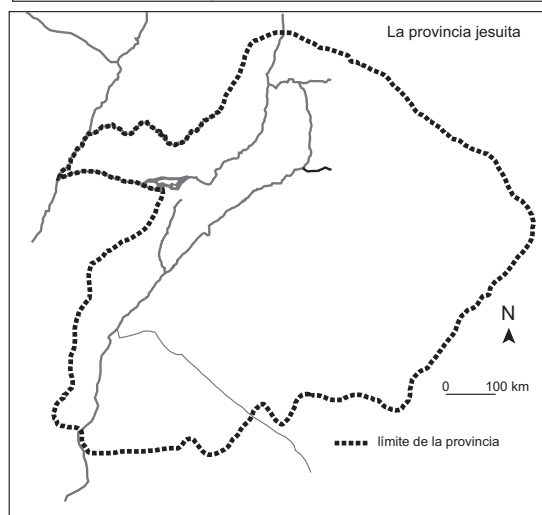 La provincia jesuita
N
0 100 km
límite de la provincia